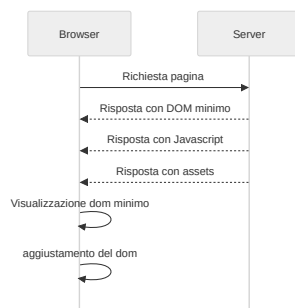 Browser
Server
Richiesta pagina
Risposta con DOM minimo
Risposta con Javascript
Risposta con assets
Visualizzazione dom minimo
aggiustamento del dom